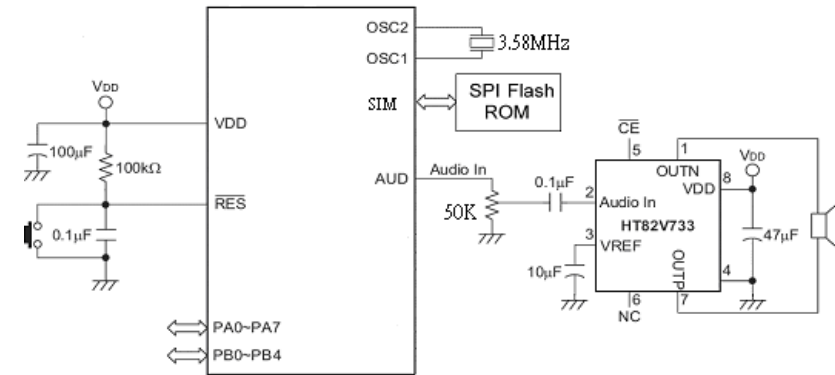 OSC2
OSC1
3.58MHz
SIM
SPI Flash
ROM
VDD
VDD
100µF
100kΩ
RES
0.1µF
PA0~PA7
PB0~PB4
AUD
Audio In
50K
0.1µF
CE
5
1
OUTN
VDD
8
VDD
2
Audio In
HT82V733
3
VREF
10µF
OUTP
4
47µF
6
7
NC